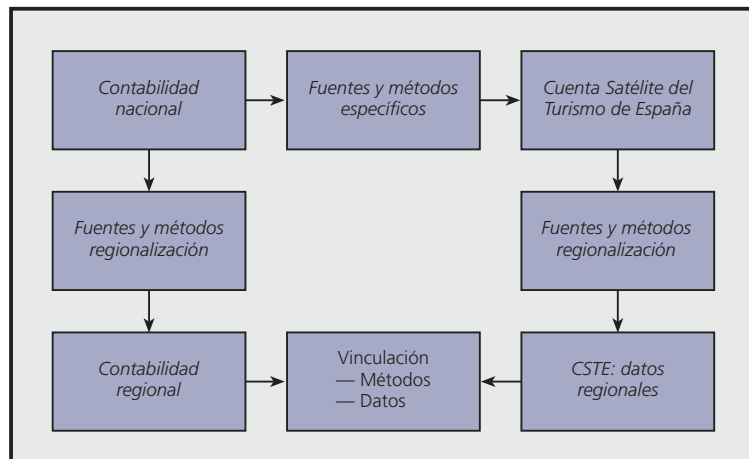 Contabilidad
nacional
Fuentes y métodos
específicos
Cuenta Satélite del
Turismo de España
Fuentes y métodos
regionalización
Fuentes y métodos
regionalización
Contabilidad
regional
Vinculación
— Métodos
— Datos
CSTE: datos
regionales